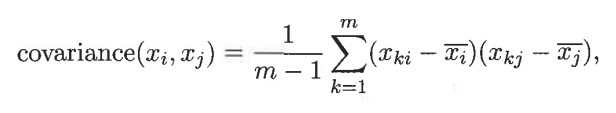 covariance(x_i, x_j) = \frac{1}{m-1} \sum_{k=1}^{m} (x_{ki} - \overline{x_i})(x_{kj} - \overline{x_j}),